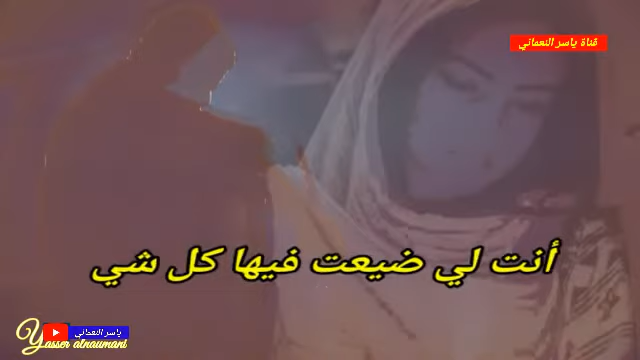 قناة ياسر النعماني
أنت لي ضيعت فيها كل شي
ياسر النعماني
Yasser alnaumani